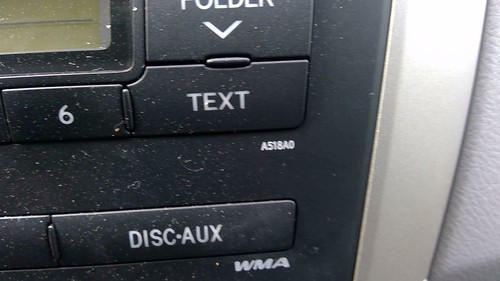 FOLDER
6
TEXT
A518A0
DISC•AUX
WMA